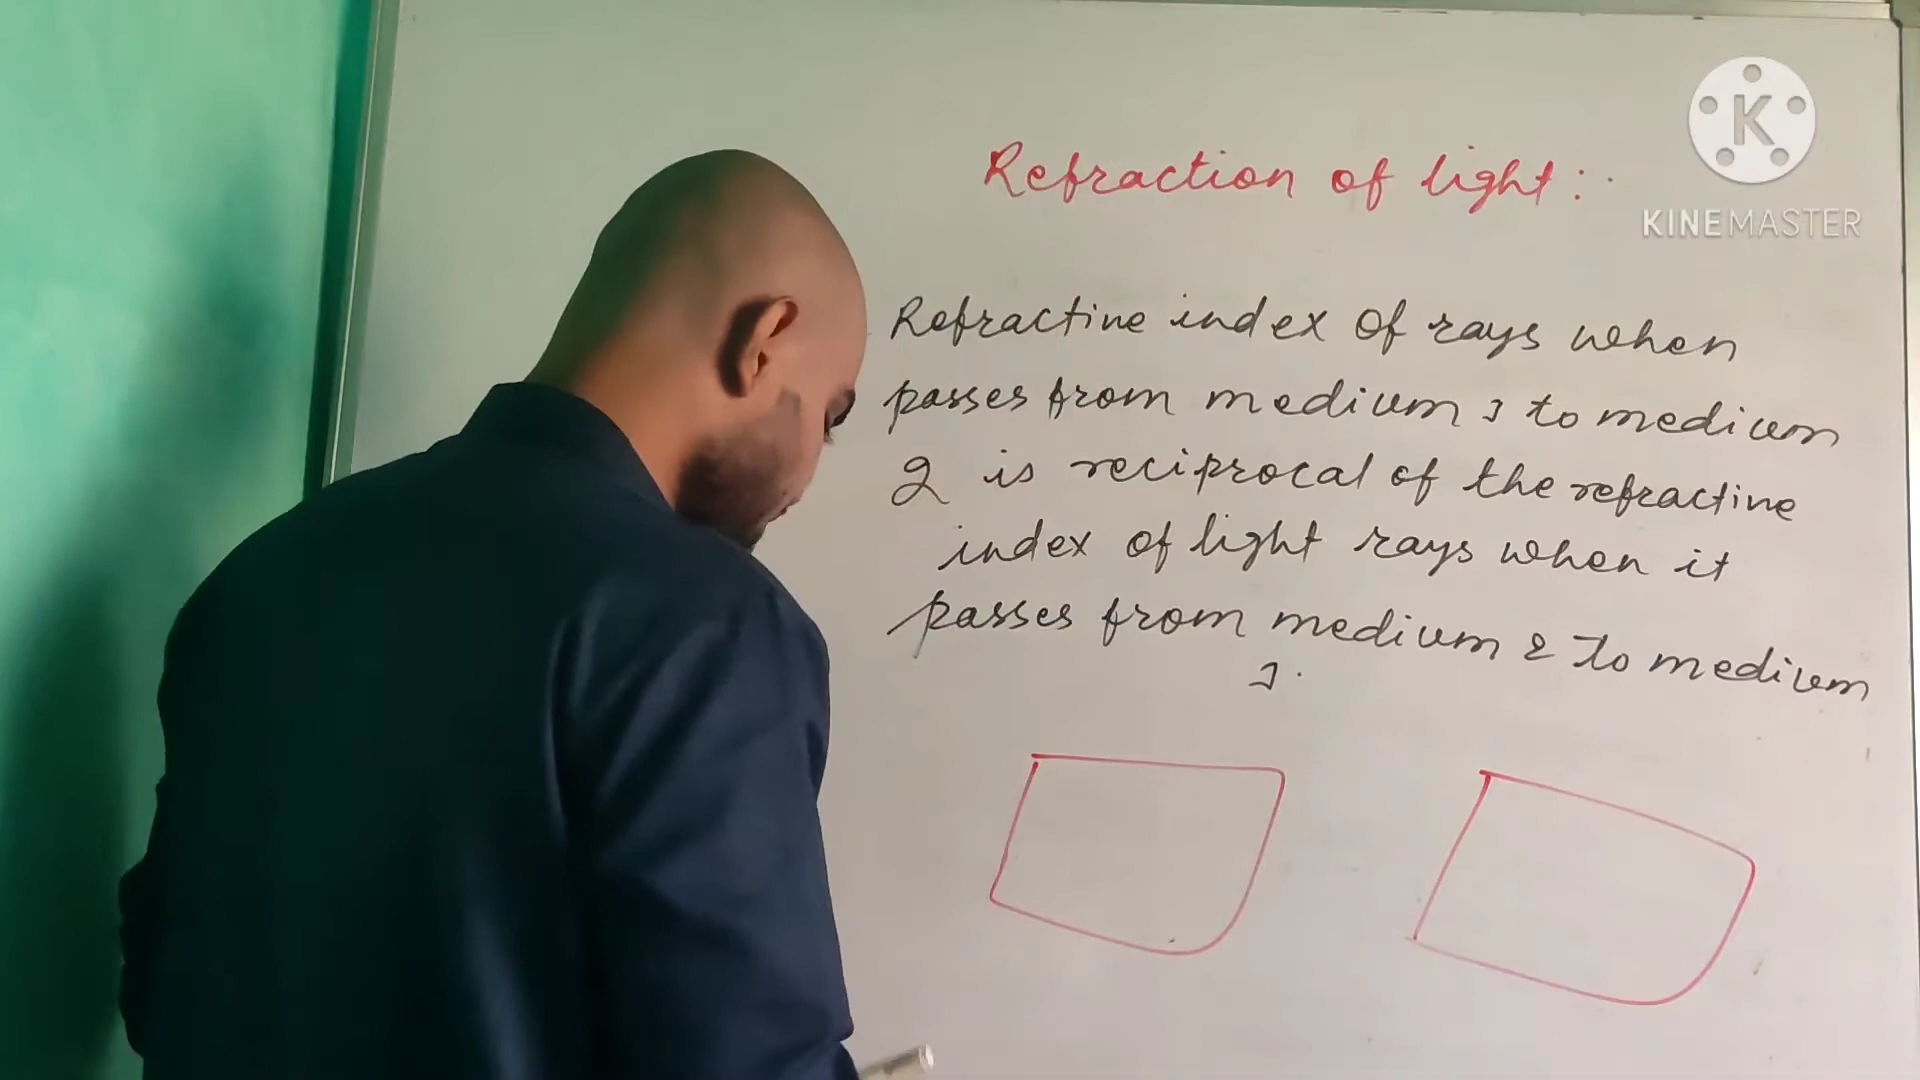 Refraction of light:
K
KINEMASTER
Refractive index of rays when
passes from medium 1 to medium
2 is reciprocal of the refractive
index of light rays when it
passes from medium 2 to medium
1.